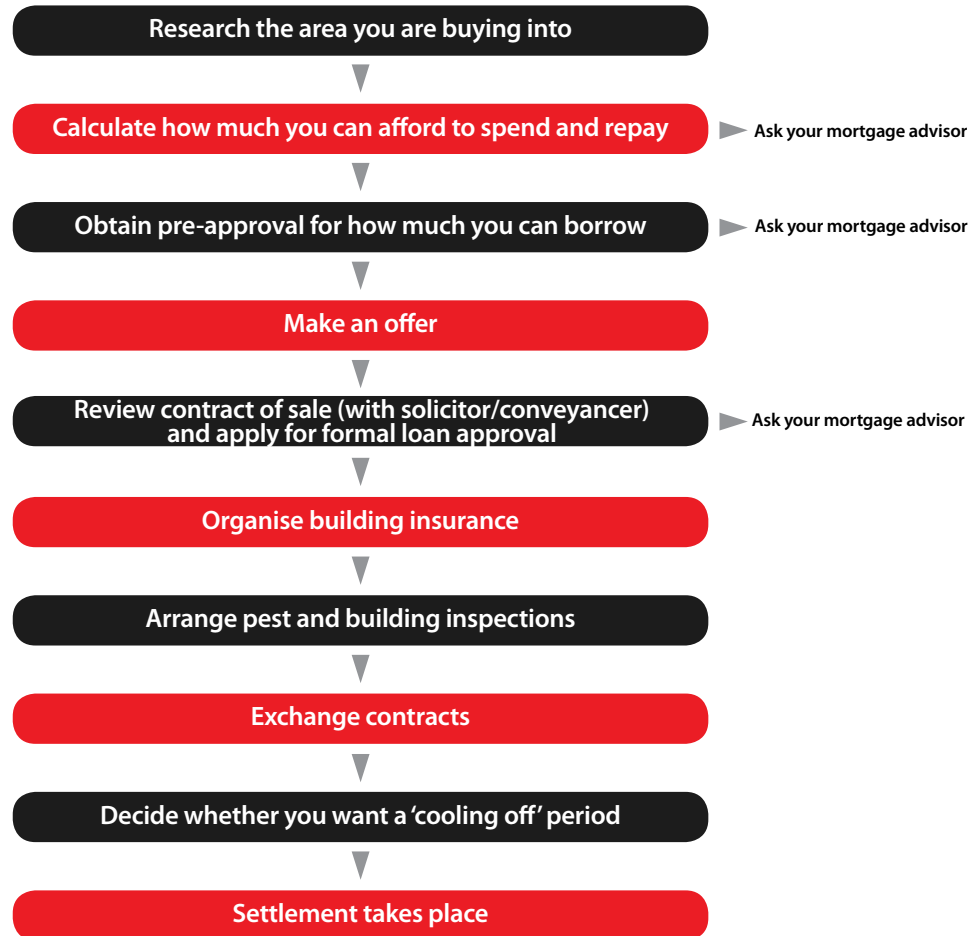 Research the area you are buying into
Calculate how much you can afford to spend and repay
Ask your mortgage advisor
Obtain pre-approval for how much you can borrow
Ask your mortgage advisor
Make an offer
Review contract of sale (with solicitor/conveyancer)
and apply for formal loan approval
Ask your mortgage advisor
Organise building insurance
Arrange pest and building inspections
Exchange contracts
Decide whether you want a ‘cooling off’ period
Settlement takes place